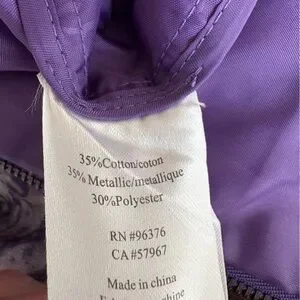 35%Cotton/coton
35% Metallic/metallique
30%Polyester
RN #96376
CA #57967
Made in china